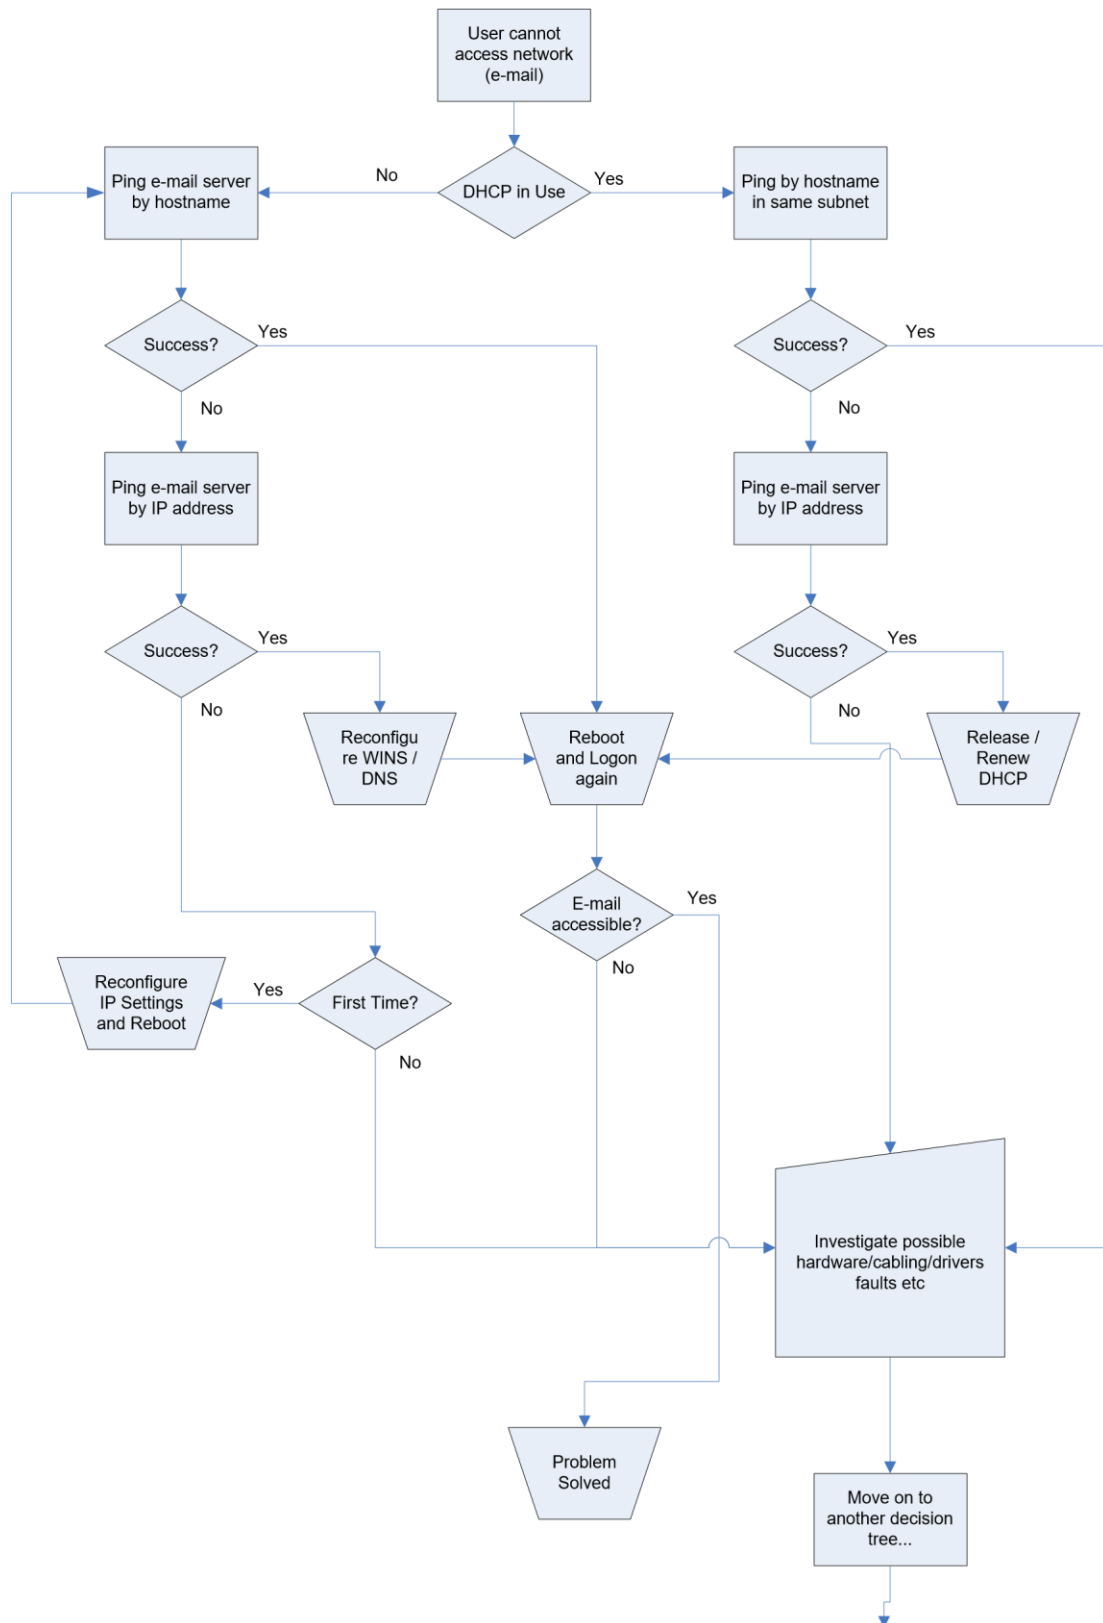 User cannot
access network
(e-mail)
Ping e-mail server
by hostname
No
DHCP in Use
Yes
Ping by hostname
in same subnet
Success?
Yes
Success?
Yes
No
No
Ping e-mail server
by IP address
Ping e-mail server
by IP address
Success?
Yes
Success?
Yes
No
No
Reconfigu
re WINS /
DNS
Reboot
and Logon
again
Release /
Renew
DHCP
E-mail
accessible?
Yes
No
Reconfigure
IP Settings
and Reboot
Yes
First Time?
No
Investigate possible
hardware/cabling/drivers
faults etc
Problem
Solved
Move on to
another decision
tree...